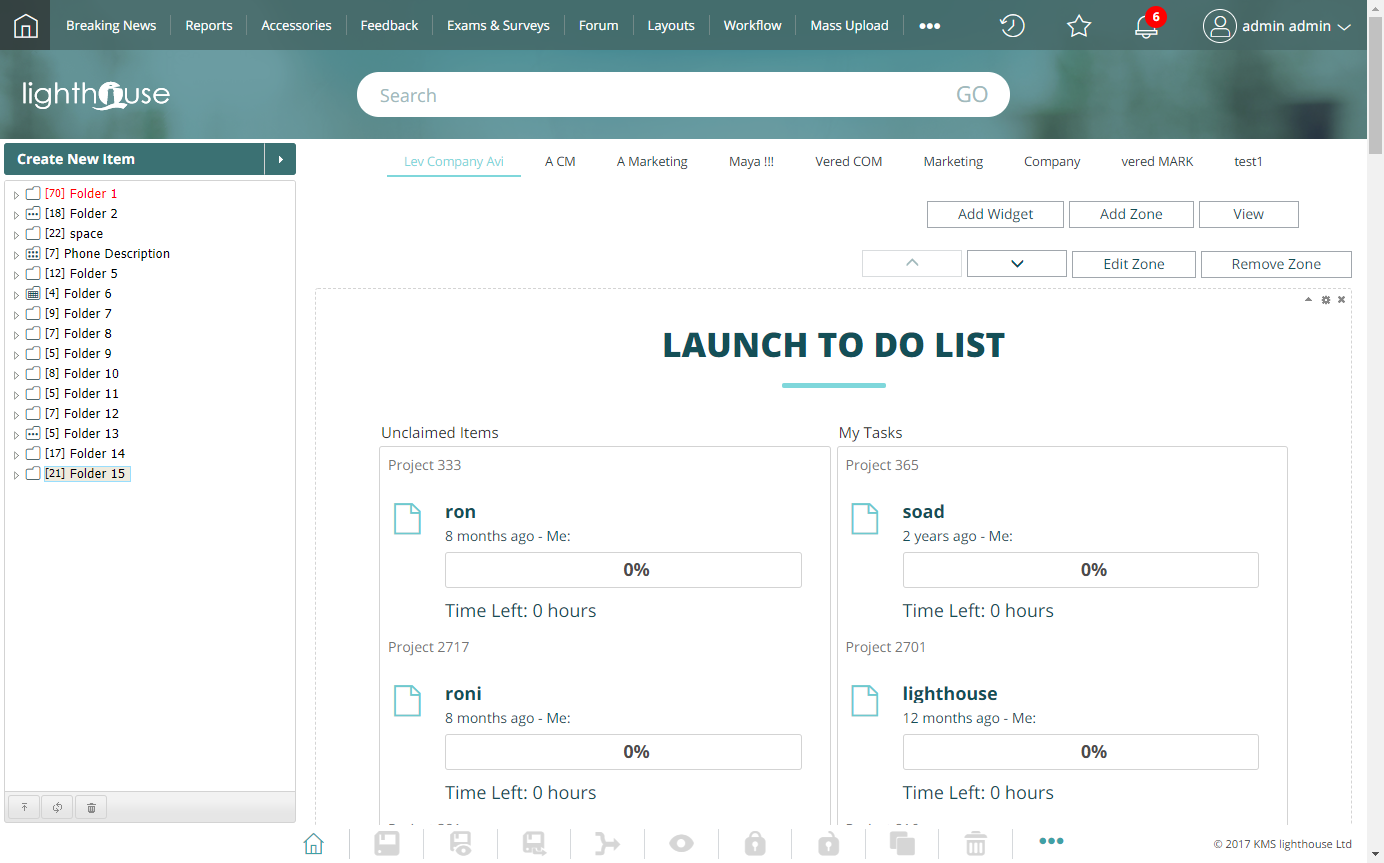 Breaking News Reports Accessories Feedback Exams & Surveys Forum Layouts Workflow Mass Upload ••• 6 admin admin
lighthouse
Search GO
Create New Item
[70] Folder 1
[18] Folder 2
[22] space
[7] Phone Description
[12] Folder 5
[4] Folder 6
[9] Folder 7
[7] Folder 8
[5] Folder 9
[8] Folder 10
[5] Folder 11
[7] Folder 12
[5] Folder 13
[17] Folder 14
[21] Folder 15
Lev Company Avi A CM A Marketing Maya !!! Vered COM Marketing Company vered MARK test1
Add Widget Add Zone View
Edit Zone Remove Zone
LAUNCH TO DO LIST
Unclaimed Items
Project 333
ron
8 months ago - Me:
0%
Time Left: 0 hours
Project 2717
roni
8 months ago - Me:
0%
Time Left: 0 hours
My Tasks
Project 365
soad
2 years ago - Me:
0%
Time Left: 0 hours
Project 2701
lighthouse
12 months ago - Me:
0%
Time Left: 0 hours
© 2017 KMS lighthouse Ltd